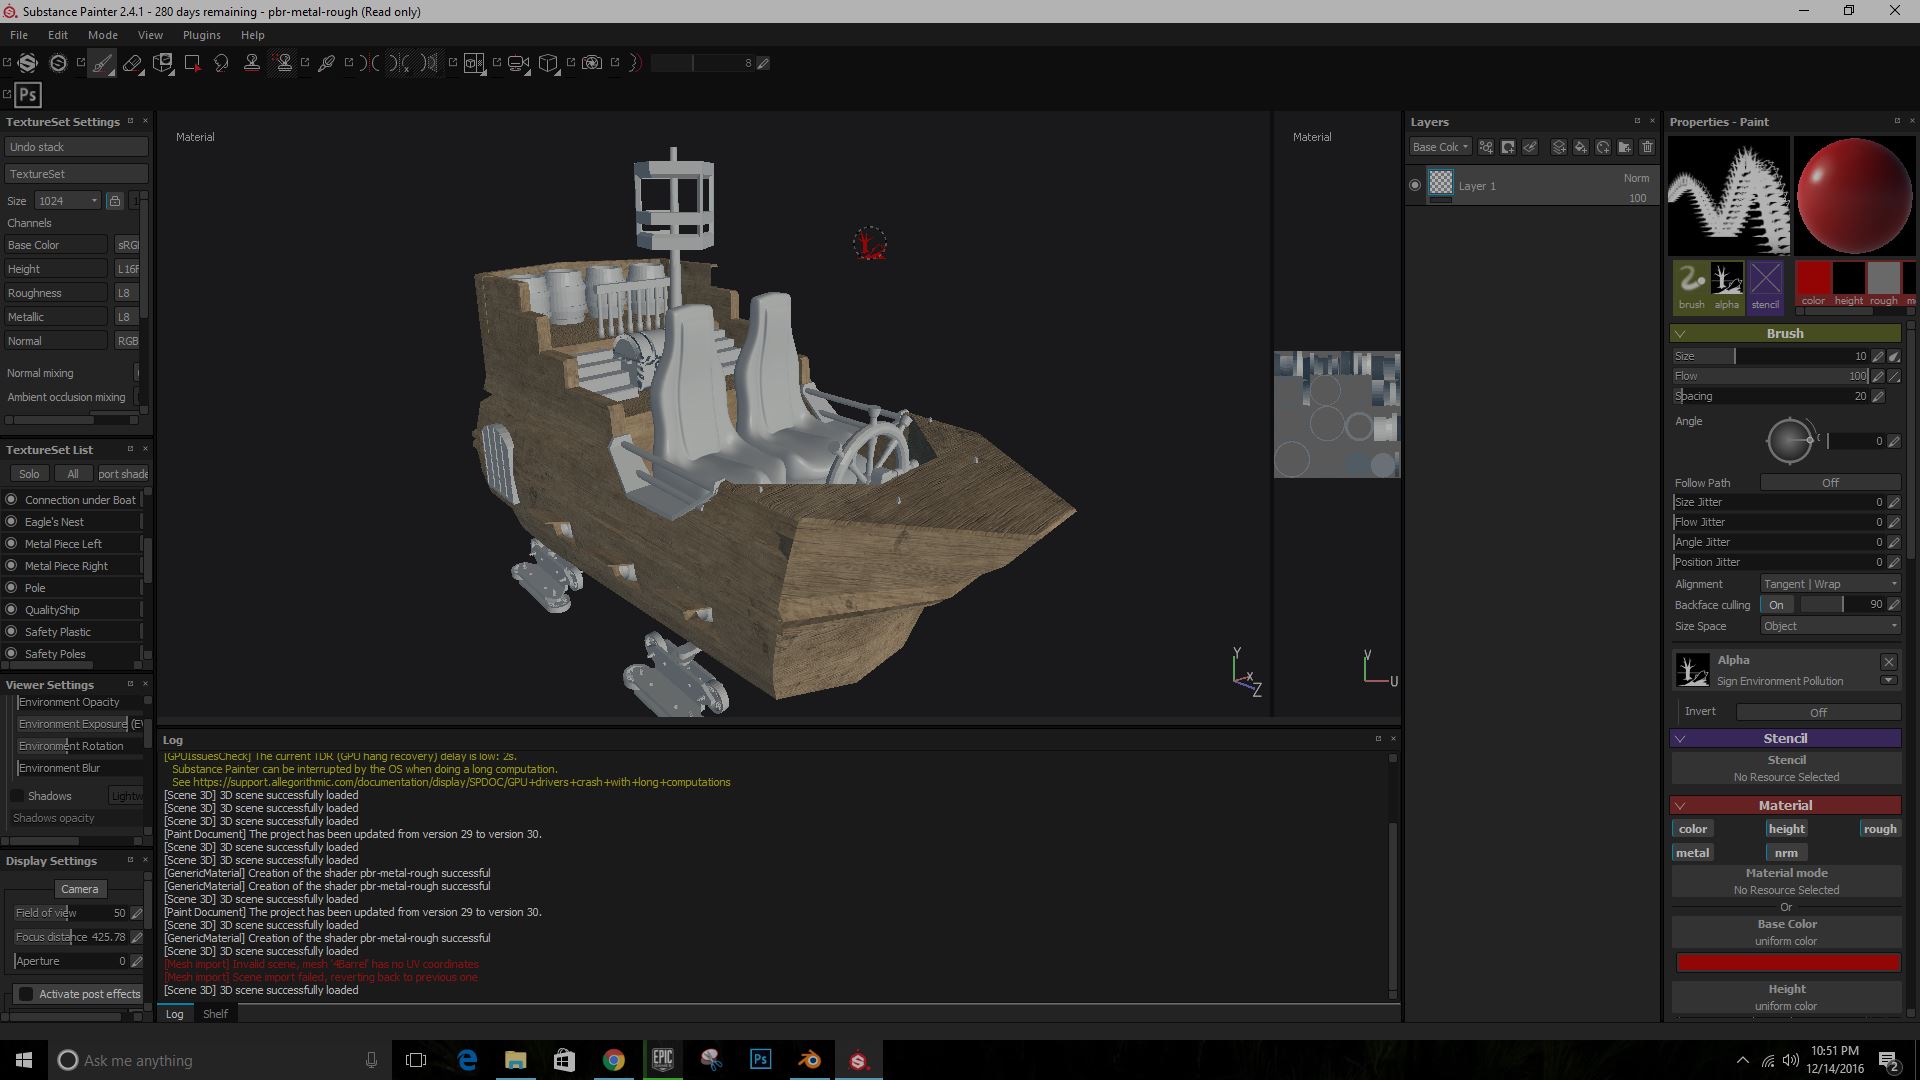 Substance Painter 2.4.1 - 280 days remaining - pbr-metal-rough (Read only)
File Edit Mode View Plugins Help
8
Ps
TextureSet Settings
Undo stack
TextureSet
Size 1024
Channels
Base Color
Height L16F
Roughness L8
Metallic L8
Normal RGB
Normal mixing
Ambient occlusion mixing
TextureSet List
Solo All port shade
Connection under Boat
Eagle's Nest
Metal Piece Left
Metal Piece Right
Pole
QualityShip
Safety Plastic
Safety Poles
Viewer Settings
Environment Opacity
Environment Exposure (E
Environment Rotation
Environment Blur
Shadows Lightw
Shadows opacity
Display Settings
Camera
Field of view 50
Focus distance 425.78
Aperture 0
Activate post effects
Material
Y
X
Z
Material
V
U
Log
[GPUIssuesCheck] The current TDR (GPU hang recovery) delay is low: 2s.
Substance Painter can be interrupted by the OS when doing a long computation.
See https://support.allegorithmic.com/documentation/display/SPDOC/GPU+drivers+crash+with+long+computations
[Scene 3D] 3D scene successfully loaded
[Scene 3D] 3D scene successfully loaded
[Scene 3D] 3D scene successfully loaded
[Paint Document] The project has been updated from version 29 to version 30.
[Scene 3D] 3D scene successfully loaded
[Scene 3D] 3D scene successfully loaded
[GenericMaterial] Creation of the shader pbr-metal-rough successful
[GenericMaterial] Creation of the shader pbr-metal-rough successful
[Scene 3D] 3D scene successfully loaded
[Paint Document] The project has been updated from version 29 to version 30.
[Scene 3D] 3D scene successfully loaded
[GenericMaterial] Creation of the shader pbr-metal-rough successful
[Scene 3D] 3D scene successfully loaded
[Mesh import] Invalid scene, mesh '4Barrel' has no UV coordinates
[Mesh import] Scene import failed, reverting back to previous one
[Scene 3D] 3D scene successfully loaded
Log Shelf
Layers
Base Colc
Layer 1
Norm
100
Properties - Paint
brush alpha stencil color height rough m
Brush
Size 10
Flow 100
Spacing 20
Angle 0
Follow Path Off
Size Jitter 0
Flow Jitter 0
Angle Jitter 0
Position Jitter 0
Alignment Tangent | Wrap
Backface culling On 90
Size Space Object
Alpha
Sign Environment Pollution
Invert Off
Stencil
Stencil
No Resource Selected
Material
color height rough
metal nrm
Material mode
No Resource Selected
Or
Base Color
uniform color
Height
uniform color
Ask me anything
EPIC
Ps
10:51 PM
12/14/2016
2